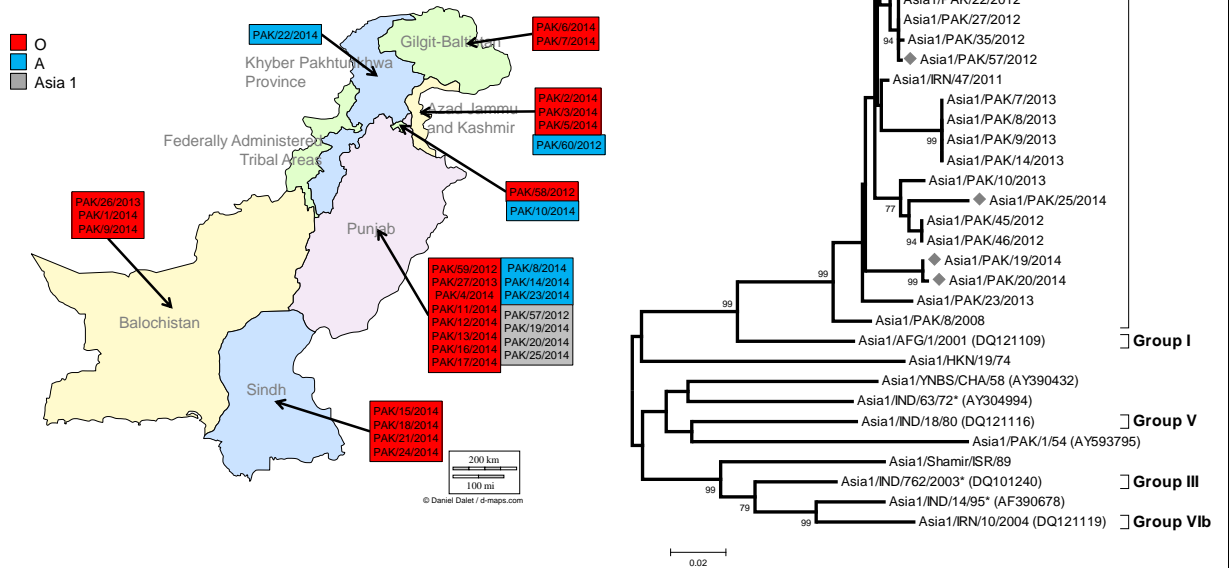 O
A
Asia 1
PAK/22/2014
Gilgit-Baltistan
PAK/6/2014
PAK/7/2014
Khyber Pakhtunkhwa
Province
PAK/2/2014
PAK/3/2014
PAK/5/2014
PAK/60/2012
Azad Jammu
and Kashmir
Federally Administered
Tribal Areas
PAK/58/2012
PAK/10/2014
PAK/26/2013
PAK/1/2014
PAK/9/2014
Punjab
PAK/59/2012
PAK/27/2013
PAK/4/2014
PAK/11/2014
PAK/12/2014
PAK/13/2014
PAK/16/2014
PAK/17/2014
PAK/8/2014
PAK/14/2014
PAK/23/2014
PAK/57/2012
PAK/19/2014
PAK/20/2014
PAK/25/2014
Balochistan
Sindh
PAK/15/2014
PAK/18/2014
PAK/21/2014
PAK/24/2014
200 km
100 mi
© Daniel Dalet / d-maps.com
Asia1/PAK/22/2012
Asia1/PAK/27/2012
94
Asia1/PAK/35/2012
Asia1/PAK/57/2012
Asia1/IRN/47/2011
Asia1/PAK/7/2013
Asia1/PAK/8/2013
99
Asia1/PAK/9/2013
Asia1/PAK/14/2013
Asia1/PAK/10/2013
77
Asia1/PAK/25/2014
Asia1/PAK/45/2012
94
Asia1/PAK/46/2012
Asia1/PAK/19/2014
99
Asia1/PAK/20/2014
99
Asia1/PAK/23/2013
99
Asia1/PAK/8/2008
Asia1/AFG/1/2001 (DQ121109)
Group I
Asia1/HKN/19/74
Asia1/YNBS/CHA/58 (AY390432)
Asia1/IND/63/72* (AY304994)
Asia1/IND/18/80 (DQ121116)
Group V
Asia1/PAK/1/54 (AY593795)
Asia1/Shamir/ISR/89
99
Asia1/IND/762/2003* (DQ101240)
Group III
79
Asia1/IND/14/95* (AF390678)
99
Asia1/IRN/10/2004 (DQ121119)
Group VIb
0.02